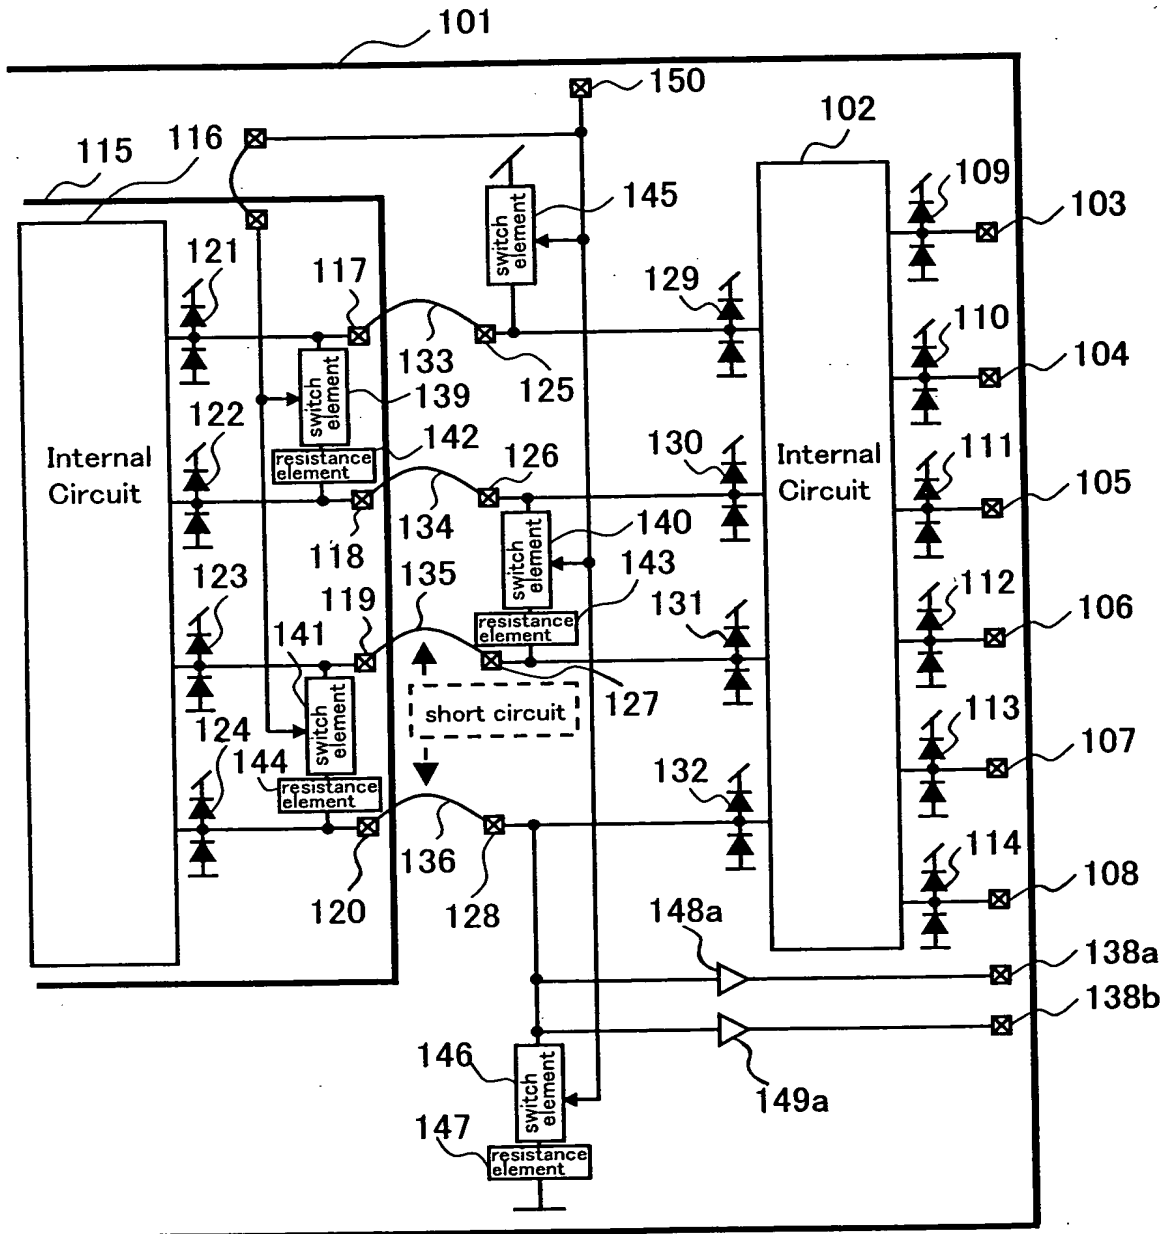 101
150
102
116
115
145
switch element
109
103
121
117
129
133
125
110
104
switch element
139
142
resistance element
122
126
130
111
105
Internal Circuit
Internal Circuit
134
118
switch element
140
143
resistance element
135
123
119
131
112
106
141
switch element
127
short circuit
124
144
resistance element
113
107
132
136
120
128
114
108
148a
138a
138b
146
switch element
149a
147
resistance element